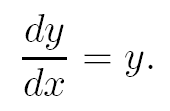 dy/dx = y.